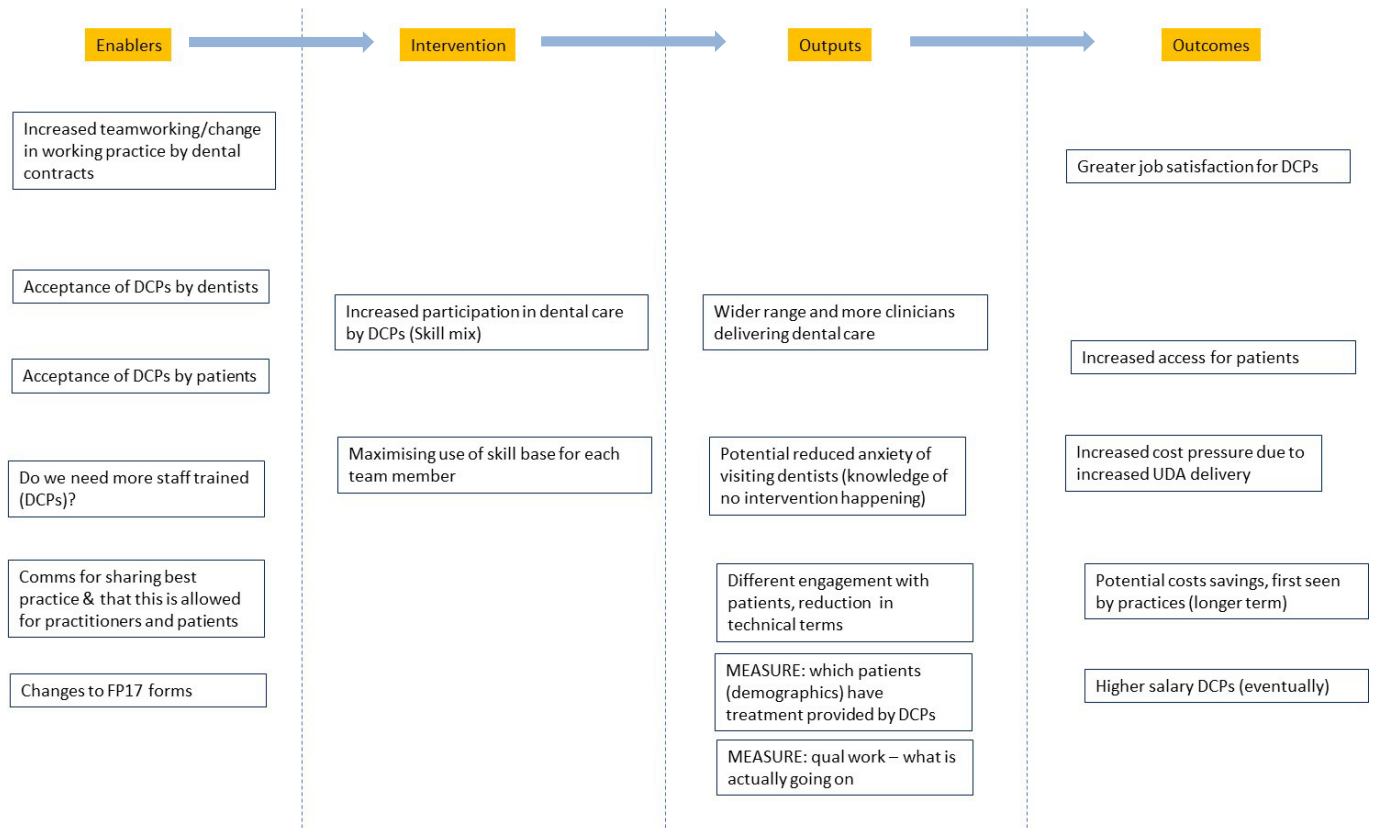 Enablers
Intervention
Outputs
Outcomes
Increased teamworking/change
in working practice by dental
contracts
Acceptance of DCPs by dentists
Acceptance of DCPs by patients
Do we need more staff trained
(DCPs)?
Comms for sharing best
practice & that this is allowed
for practitioners and patients
Changes to FP17 forms
Increased participation in dental care
by DCPs (Skill mix)
Maximising use of skill base for each
team member
Wider range and more clinicians
delivering dental care
Potential reduced anxiety of
visiting dentists (knowledge of
no intervention happening)
Different engagement with
patients, reduction in
technical terms
MEASURE: which patients
(demographics) have
treatment provided by DCPs
MEASURE: qual work – what is
actually going on
Greater job satisfaction for DCPs
Increased access for patients
Increased cost pressure due to
increased UDA delivery
Potential costs savings, first seen
by practices (longer term)
Higher salary DCPs (eventually)